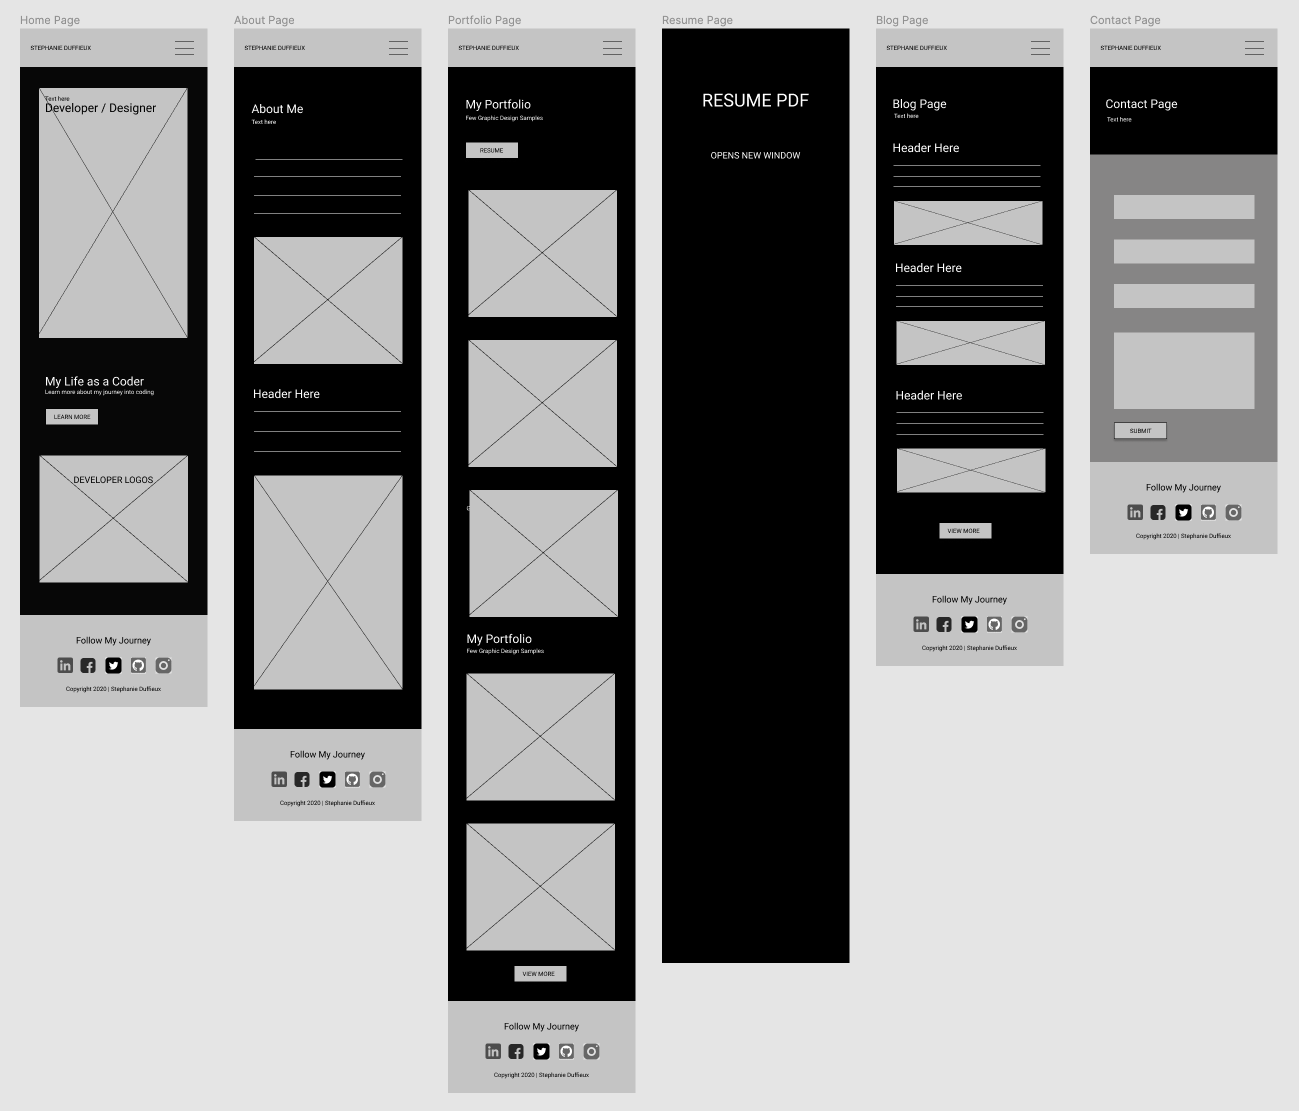 Home Page
STEPHANIE DUFFIEUX
Text here
Developer / Designer
My Life as a Coder
Learn more about my journey into coding
LEARN MORE
DEVELOPER LOGOS
Follow My Journey
in
Copyright 2020 | Stephanie Duffieux
About Page
STEPHANIE DUFFIEUX
About Me
Text here
Header Here
Follow My Journey
in
Copyright 2020 | Stephanie Duffieux
Portfolio Page
STEPHANIE DUFFIEUX
My Portfolio
Few Graphic Design Samples
RESUME
My Portfolio
Few Graphic Design Samples
VIEW MORE
Follow My Journey
in
Copyright 2020 | Stephanie Duffieux
Resume Page
RESUME PDF
OPENS NEW WINDOW
Blog Page
STEPHANIE DUFFIEUX
Blog Page
Text here
Header Here
Header Here
Header Here
VIEW MORE
Follow My Journey
in
Copyright 2020 | Stephanie Duffieux
Contact Page
STEPHANIE DUFFIEUX
Contact Page
Text here
SUBMIT
Follow My Journey
in
Copyright 2020 | Stephanie Duffieux